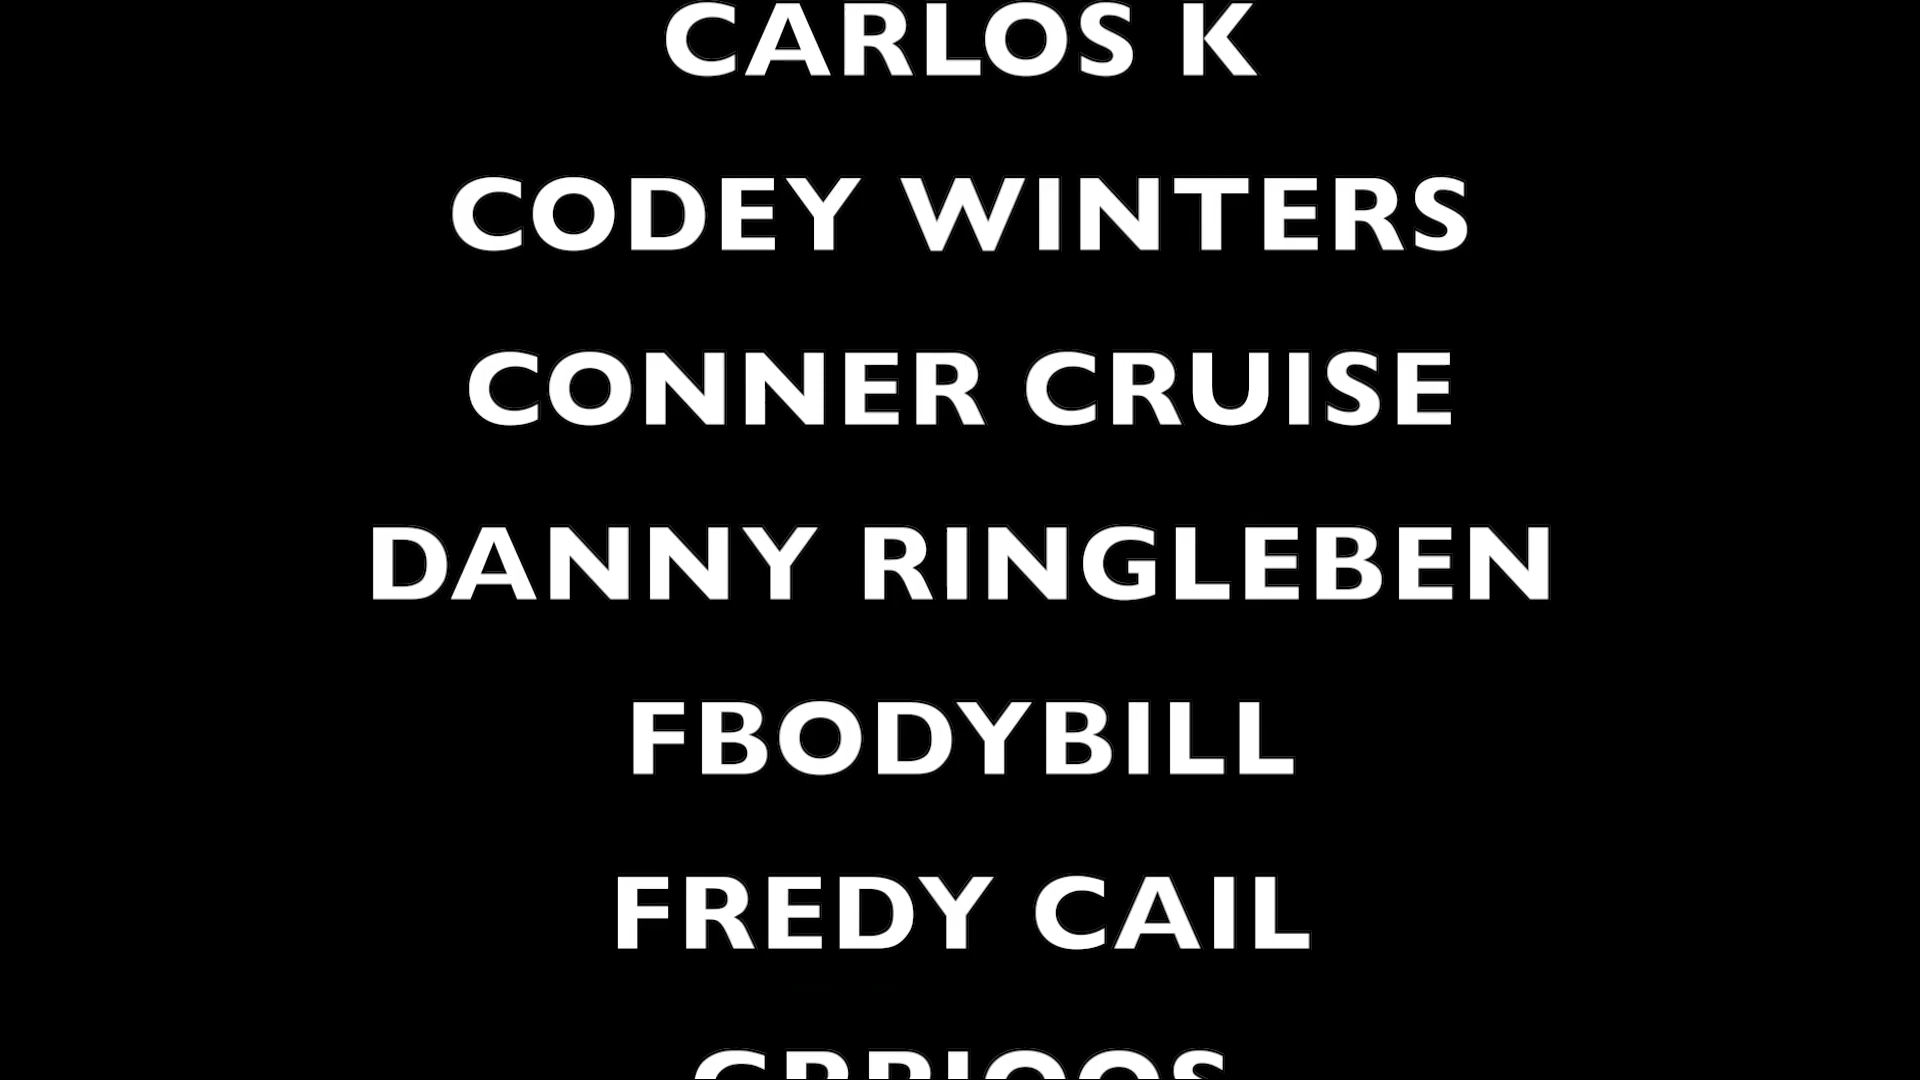 CARLOS K
CODEY WINTERS
CONNER CRUISE
DANNY RINGLEBEN
FBODYBILL
FREDY CAIL